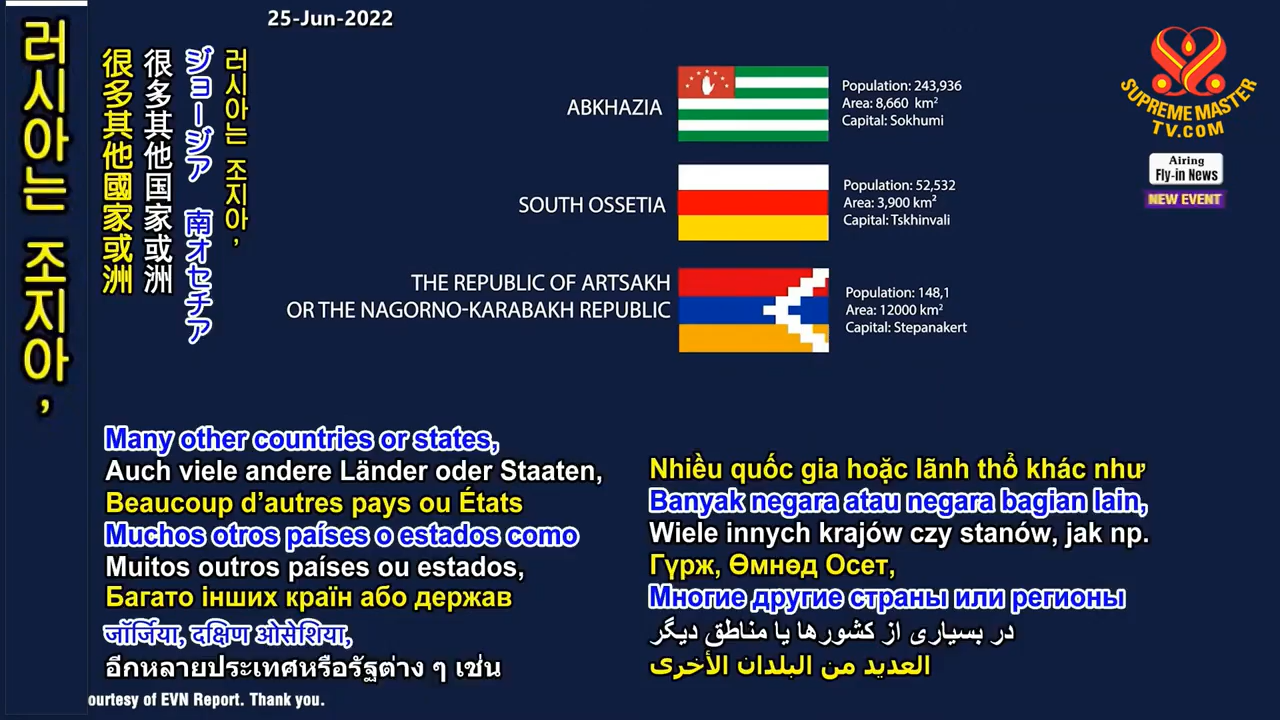 25-Jun-2022
러시아는 조지아,
很多其他國家或洲
很多其他国家或洲
ジョージア 南オセチア
러시아는 조지아,
ABKHAZIA
Population: 243,936
Area: 8,660 km²
Capital: Sokhumi
SOUTH OSSETIA
Population: 52,532
Area: 3,900 km²
Capital: Tskhinvali
THE REPUBLIC OF ARTSAKH
OR THE NAGORNO-KARABAKH REPUBLIC
Population: 148,1
Area: 12000 km²
Capital: Stepanakert
SUPREME MASTER
TV.COM
Airing
Fly-in News
NEW EVENT
Many other countries or states,
Auch viele andere Länder oder Staaten,
Beaucoup d’autres pays ou États
Muchos otros países o estados como
Muitos outros países ou estados,
Багато інших країн або держав
जॉर्जिया, दक्षिण ओसेशिया,
อีกหลายประเทศหรือรัฐต่าง ๆ เช่น
Nhiều quốc gia hoặc lãnh thổ khác như
Banyak negara atau negara bagian lain,
Wiele innych krajów czy stanów, jak np.
Гүрж, Өмнөд Осет,
Многие другие страны или регионы
در بسیاری از کشورها یا مناطق دیگر
العديد من البلدان الأخرى
ourtesy of EVN Report. Thank you.